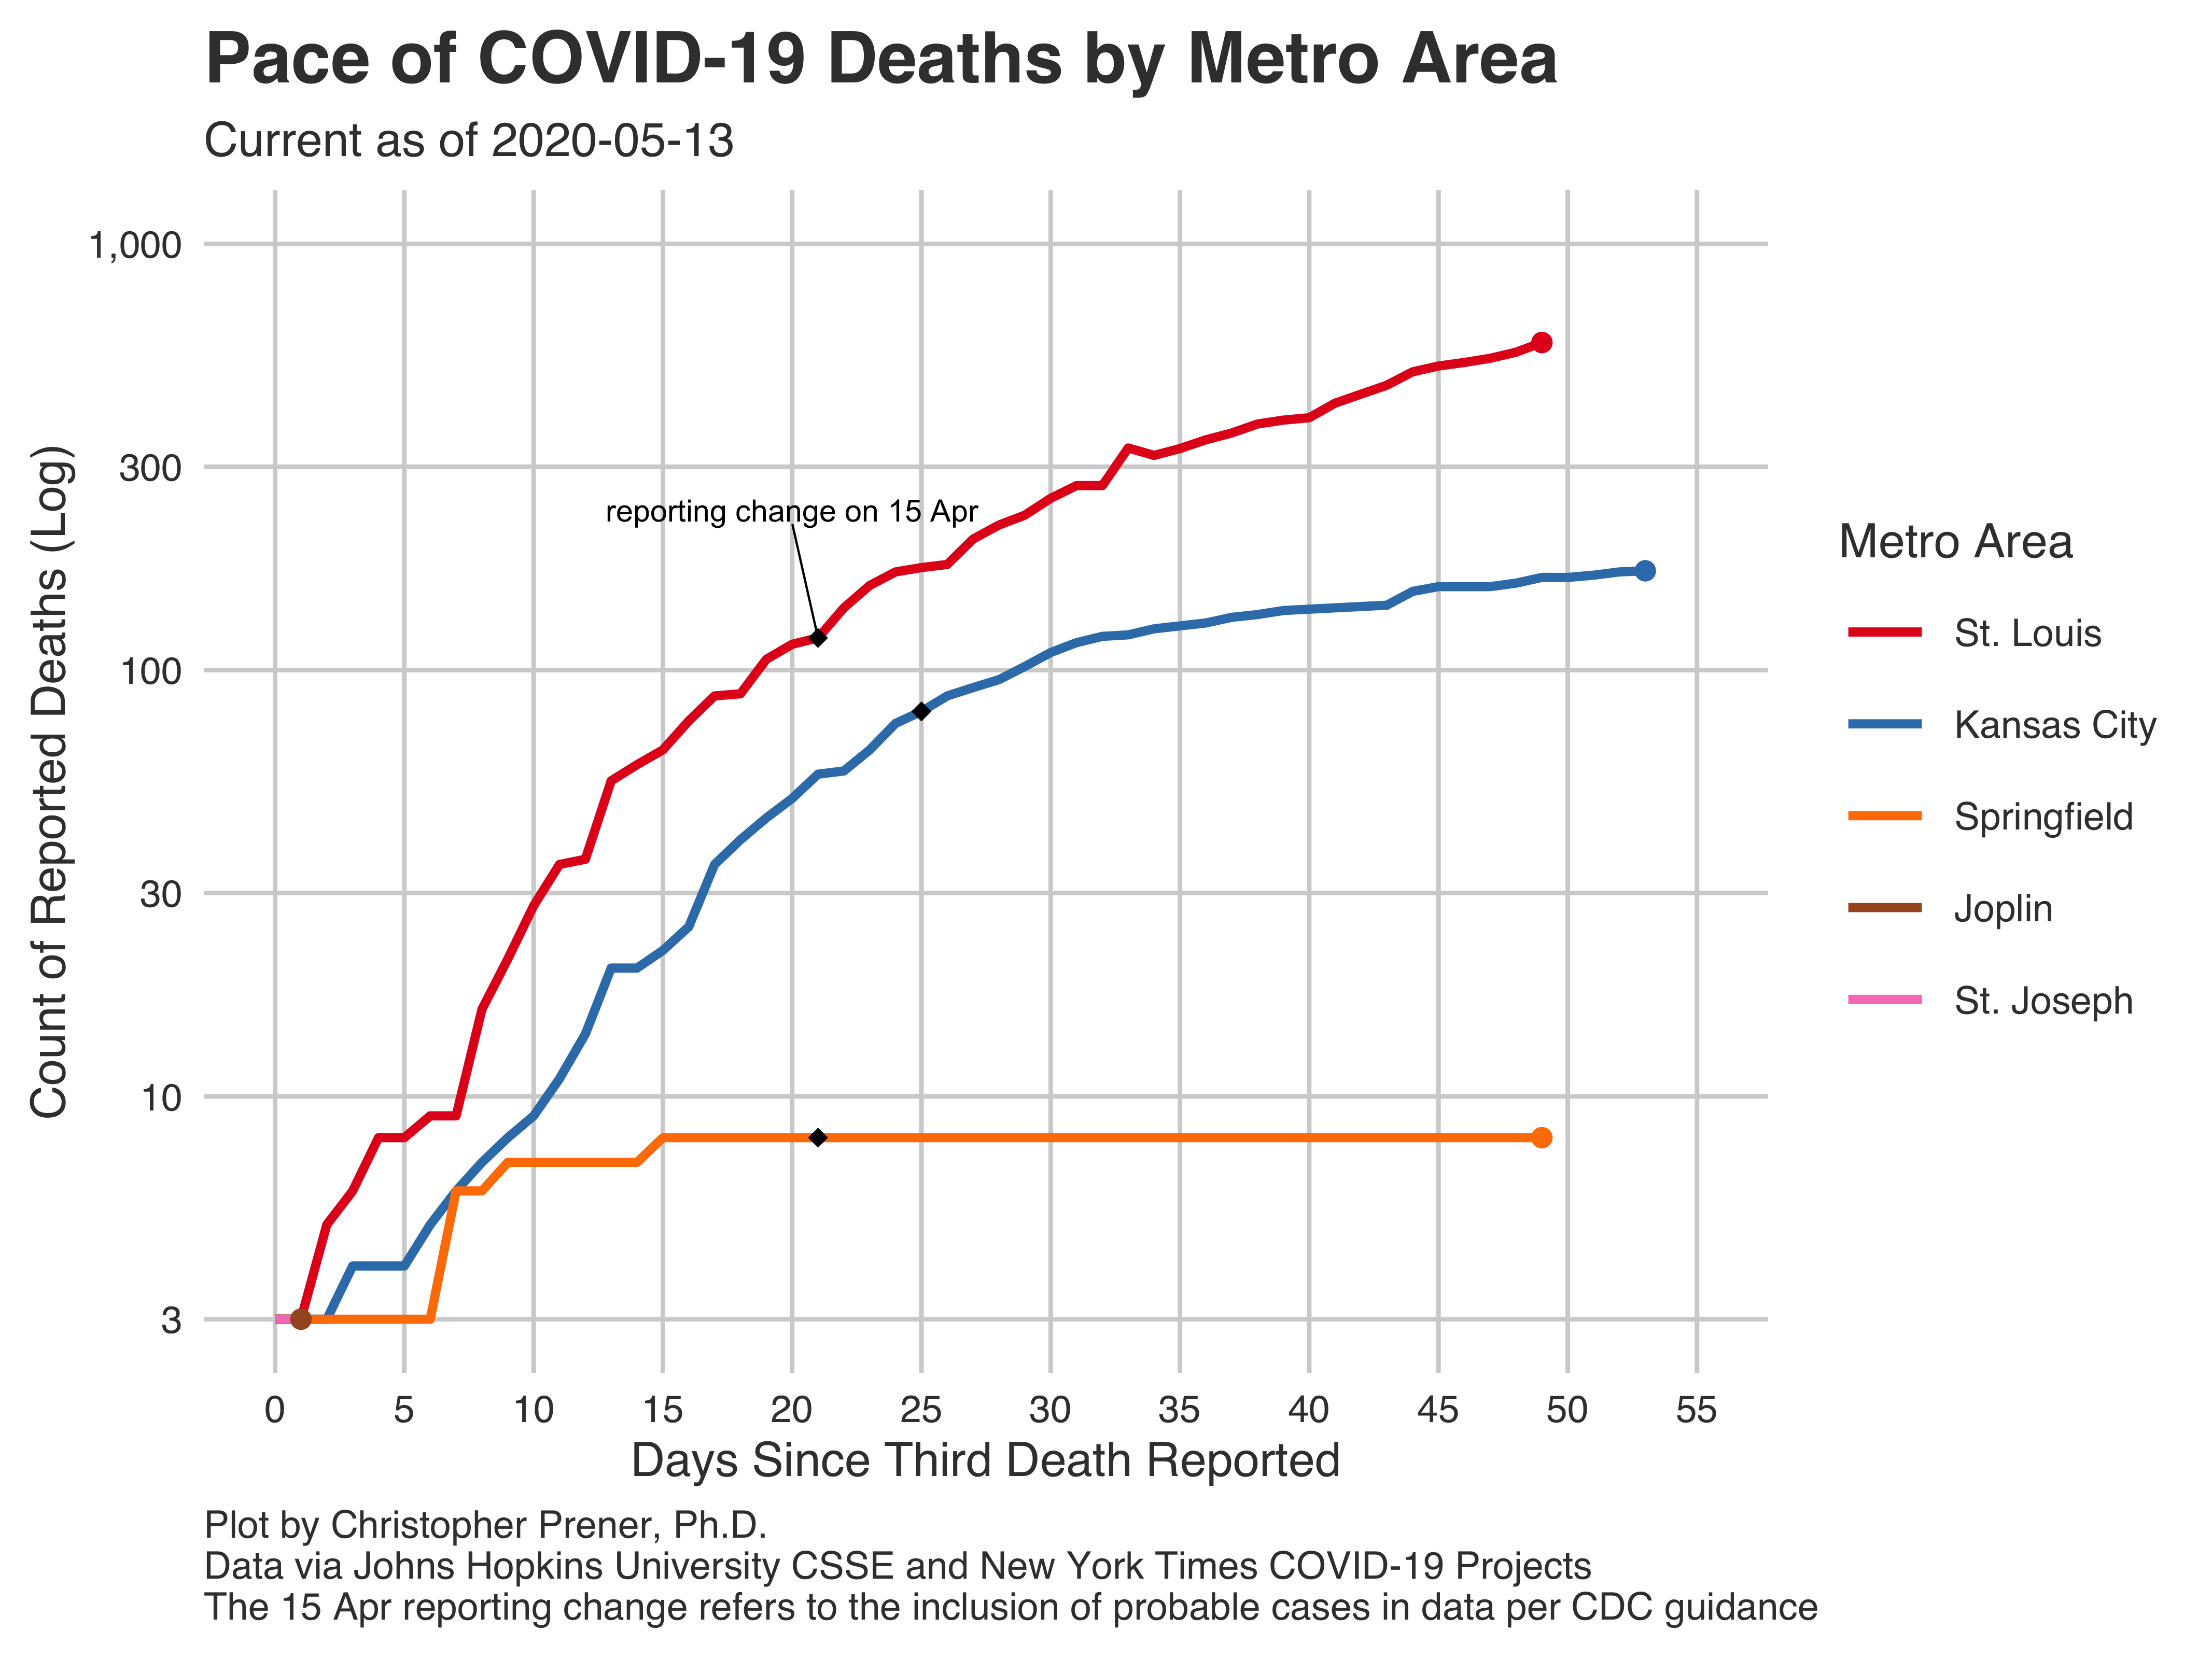 Pace of COVID-19 Deaths by Metro Area
Current as of 2020-05-13
Count of Reported Deaths (Log)
1,000
300
100
30
10
3
reporting change on 15 Apr
0 5 10 15 20 25 30 35 40 45 50 55
Days Since Third Death Reported
Metro Area
St. Louis
Kansas City
Springfield
Joplin
St. Joseph
Plot by Christopher Prener, Ph.D.
Data via Johns Hopkins University CSSE and New York Times COVID-19 Projects
The 15 Apr reporting change refers to the inclusion of probable cases in data per CDC guidance